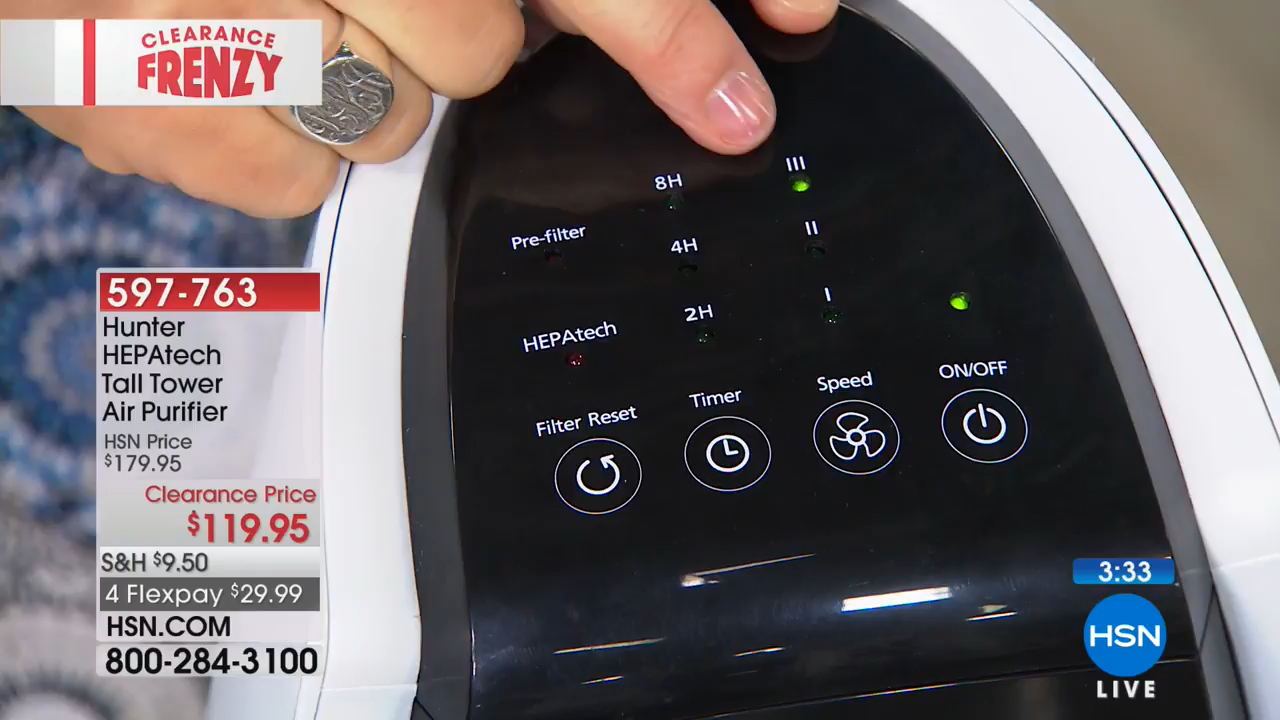 CLEARANCE
FRENZY
597-763
Hunter
HEPAtech
Tall Tower
Air Purifier
HSN Price
$179.95
Clearance Price
$119.95
S&H $9.50
4 Flexpay $29.99
HSN.COM
800-284-3100
8H
III
Pre-filter
4H
II
HEPAtech
2H
I
Filter Reset
Timer
Speed
ON/OFF
3:33
HSN
LIVE